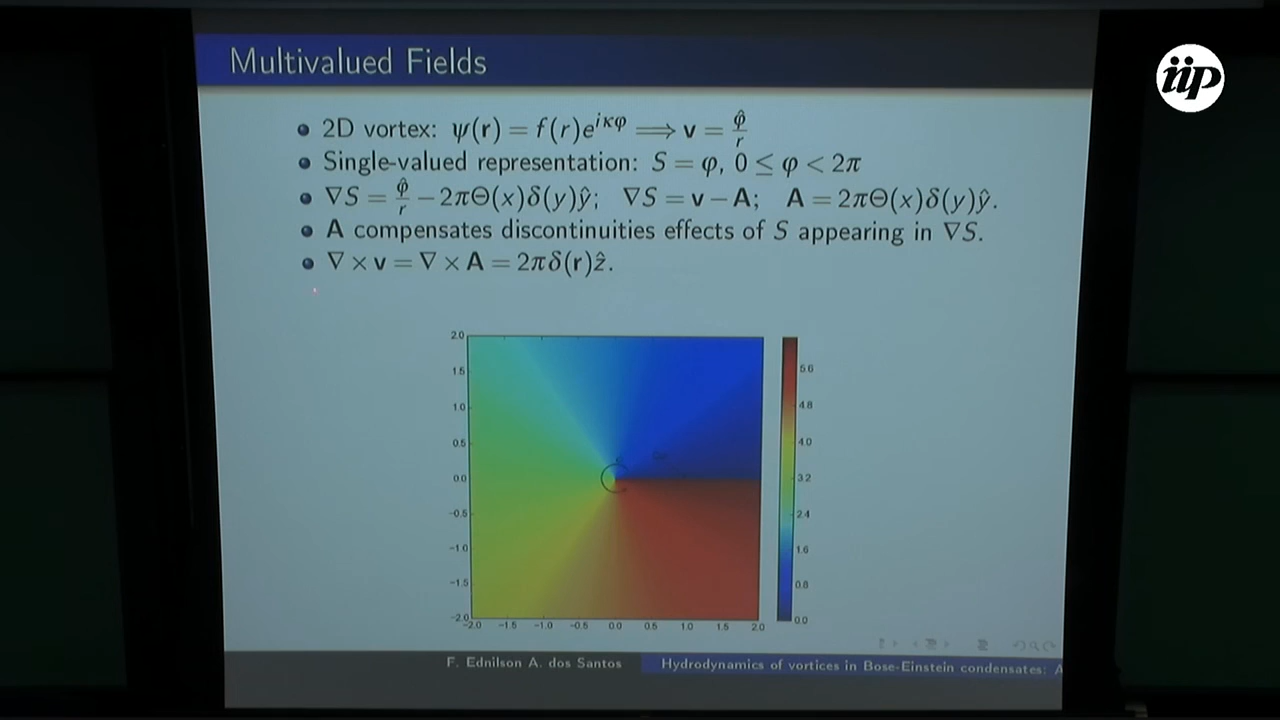 Multivalued Fields
iip
2D vortex: ψ(r) = f(r)e^{iκφ} ⟹ v = φ̂/r
Single-valued representation: S = φ, 0 ≤ φ < 2π
∇S = φ̂/r − 2πΘ(x)δ(y)ŷ; ∇S = v − A; A = 2πΘ(x)δ(y)ŷ.
A compensates discontinuities effects of S appearing in ∇S.
∇ × v = ∇ × A = 2πδ(r)ẑ.
2.0
1.5
1.0
0.5
0.0
−0.5
−1.0
−1.5
−2.0
−2.0 −1.5 −1.0 −0.5 0.0 0.5 1.0 1.5 2.0
5.6
4.8
4.0
3.2
2.4
1.6
0.8
0.0
F. Ednilson A. dos Santos
Hydrodynamics of vortices in Bose-Einstein condensates: A